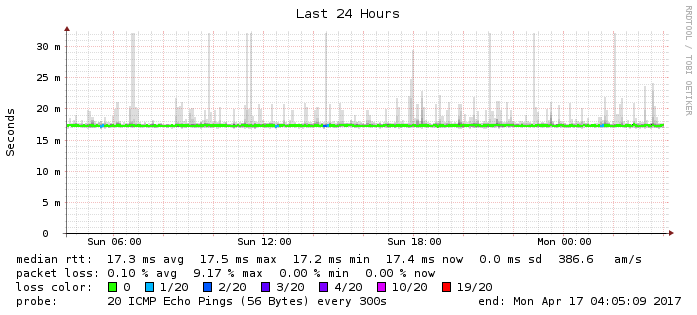 Last 24 Hours
RRDTOOL / TOBI OETIKER
Seconds
30 m
25 m
20 m
15 m
10 m
5 m
0
Sun 06:00 Sun 12:00 Sun 18:00 Mon 00:00
median rtt: 17.3 ms avg 17.5 ms max 17.2 ms min 17.4 ms now 0.0 ms sd 386.6 am/s
packet loss: 0.10 % avg 9.17 % max 0.00 % min 0.00 % now
loss color: 0 1/20 2/20 3/20 4/20 10/20 19/20
probe: 20 ICMP Echo Pings (56 Bytes) every 300s end: Mon Apr 17 04:05:09 2017